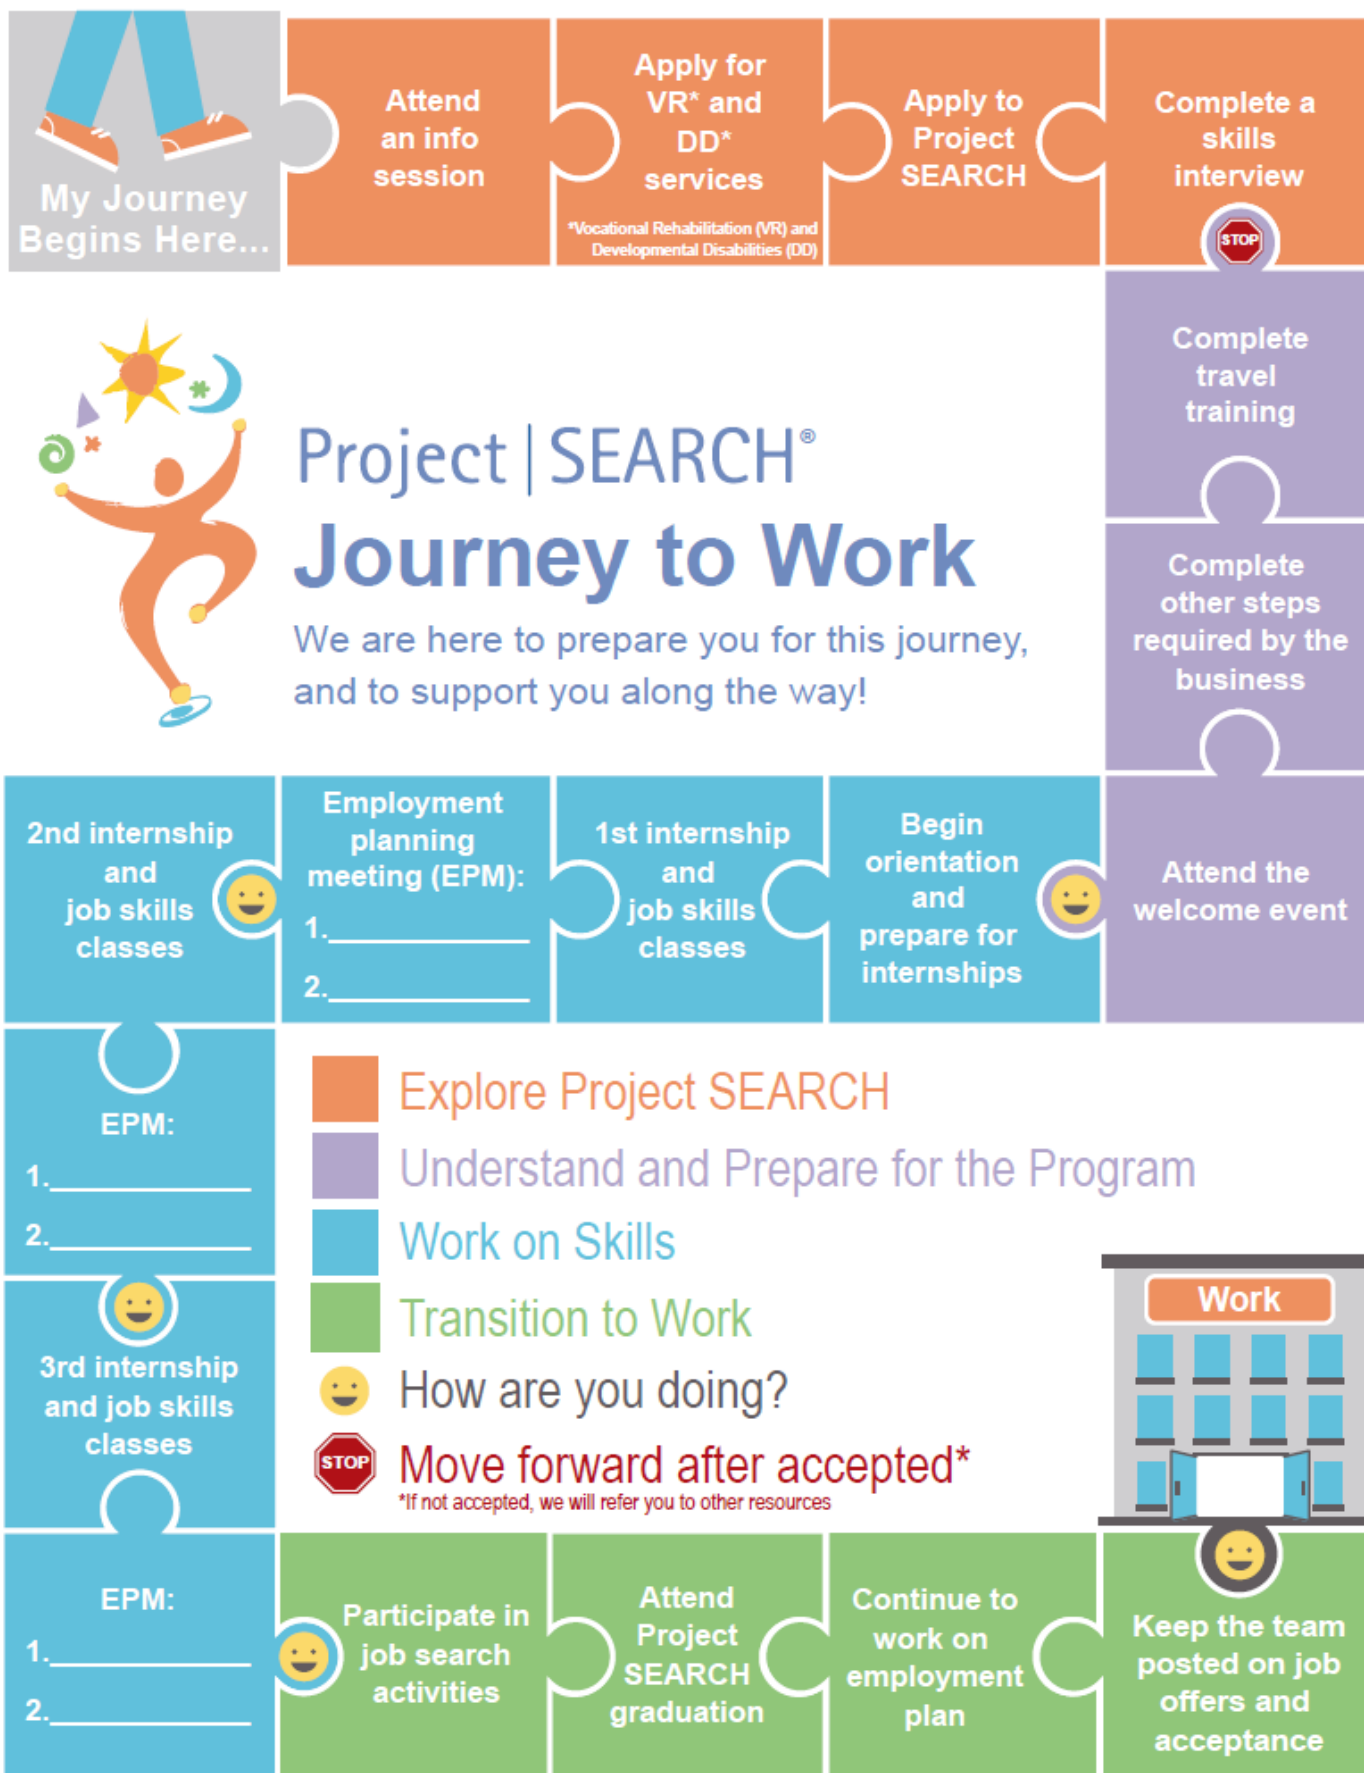 My Journey
Begins Here...
Attend
an info
session
Apply for
VR* and
DD*
services
*Vocational Rehabilitation (VR) and
Developmental Disabilities (DD)
Apply to
Project
SEARCH
Complete a
skills
interview
STOP
Complete
travel
training
Project | SEARCH®
Journey to Work
We are here to prepare you for this journey,
and to support you along the way!
Complete
other steps
required by the
business
Attend the
welcome event
Begin
orientation
and
prepare for
internships
1st internship
and
job skills
classes
Employment
planning
meeting (EPM):
1.
2.
2nd internship
and
job skills
classes
EPM:
1.
2.
3rd internship
and job skills
classes
EPM:
1.
2.
Explore Project SEARCH
Understand and Prepare for the Program
Work on Skills
Transition to Work
How are you doing?
STOP
Move forward after accepted*
*If not accepted, we will refer you to other resources
Participate in
job search
activities
Attend
Project
SEARCH
graduation
Continue to
work on
employment
plan
Keep the team
posted on job
offers and
acceptance
Work